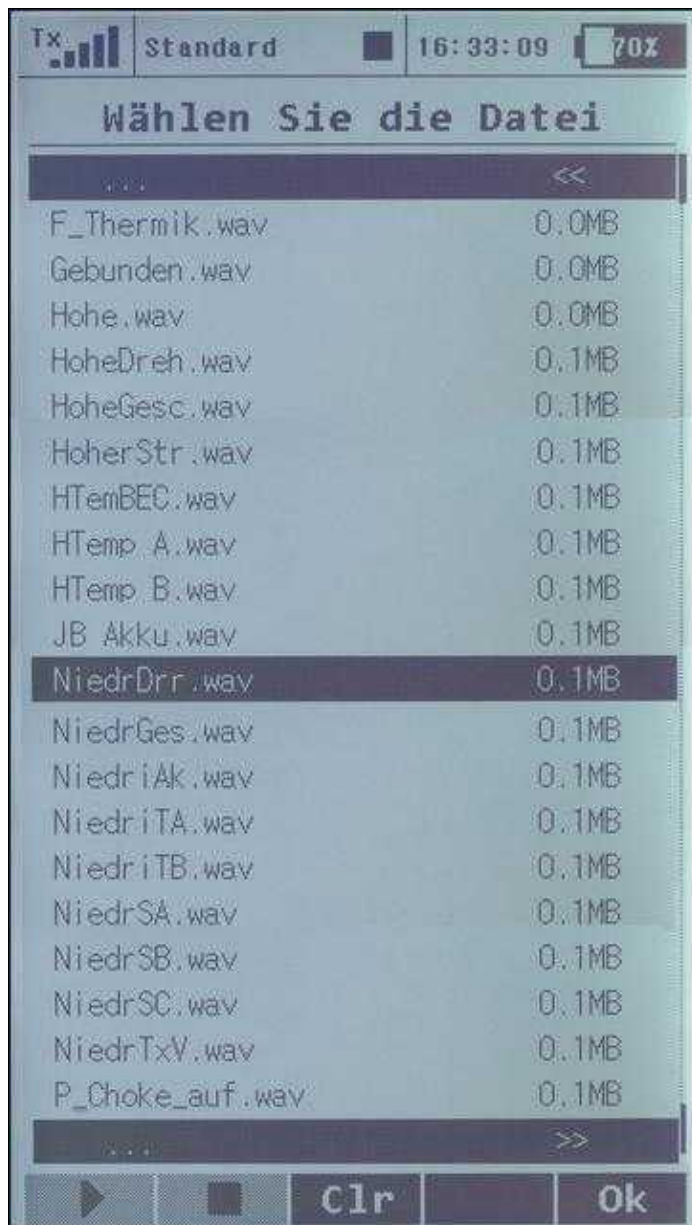 Tx Standard 16:33:09 70%
Wählen Sie die Datei
... <<
F_Thermik.wav 0.0MB
Gebunden.wav 0.0MB
Hohe.wav 0.0MB
HoheDreh.wav 0.1MB
HoheGesc.wav 0.1MB
HoherStr.wav 0.1MB
HTemBEC.wav 0.1MB
HTemp A.wav 0.1MB
HTemp B.wav 0.1MB
JB Akku.wav 0.1MB
NiedrDrr.wav 0.1MB
NiedrGes.wav 0.1MB
NiedriAk.wav 0.1MB
NiedriTA.wav 0.1MB
NiedriTB.wav 0.1MB
NiedrSA.wav 0.1MB
NiedrSB.wav 0.1MB
NiedrSC.wav 0.1MB
NiedrTxV.wav 0.1MB
P_Choke_auf.wav 0.1MB
... >>
Clr Ok